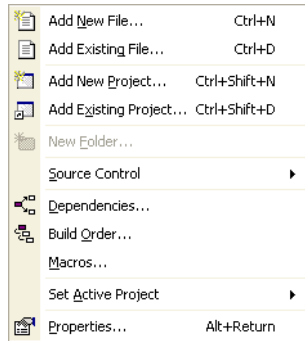 Add New File... Ctrl+N
Add Existing File... Ctrl+D
Add New Project... Ctrl+Shift+N
Add Existing Project... Ctrl+Shift+D
New Folder...
Source Control
Dependencies...
Build Order...
Macros...
Set Active Project
Properties... Alt+Return